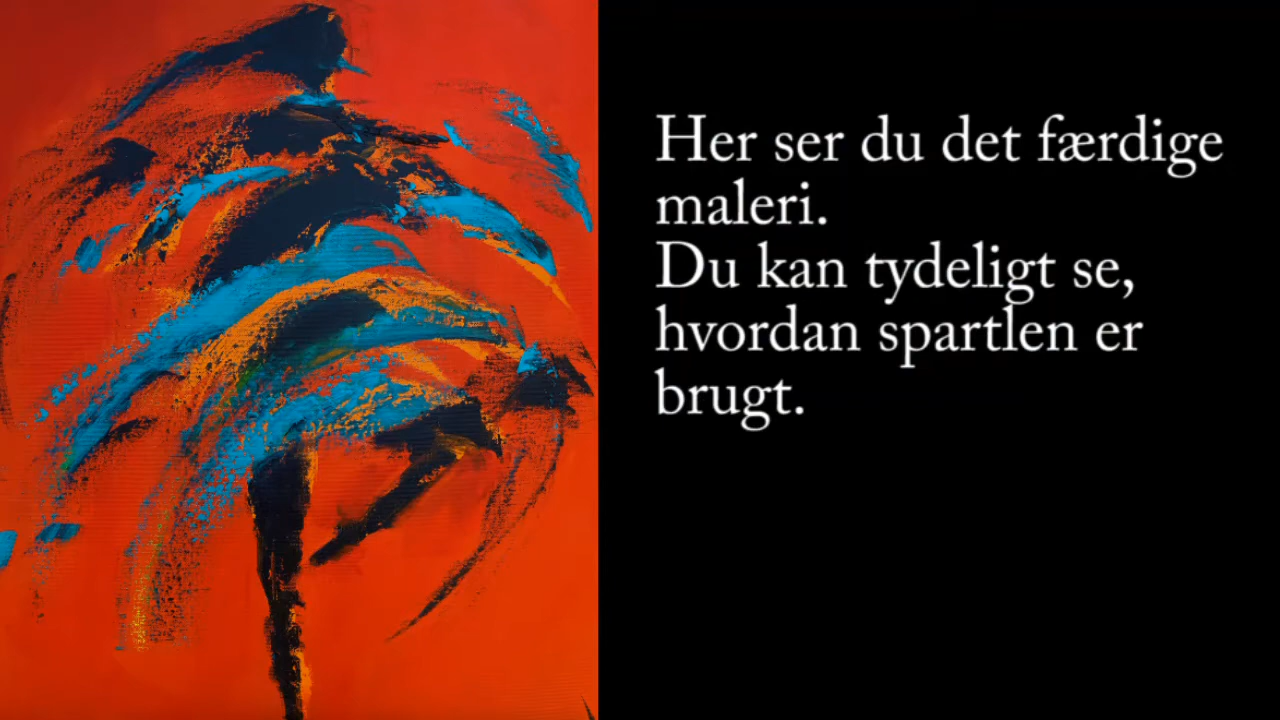 Her ser du det færdige
maleri.
Du kan tydeligt se,
hvordan spartlen er
brugt.